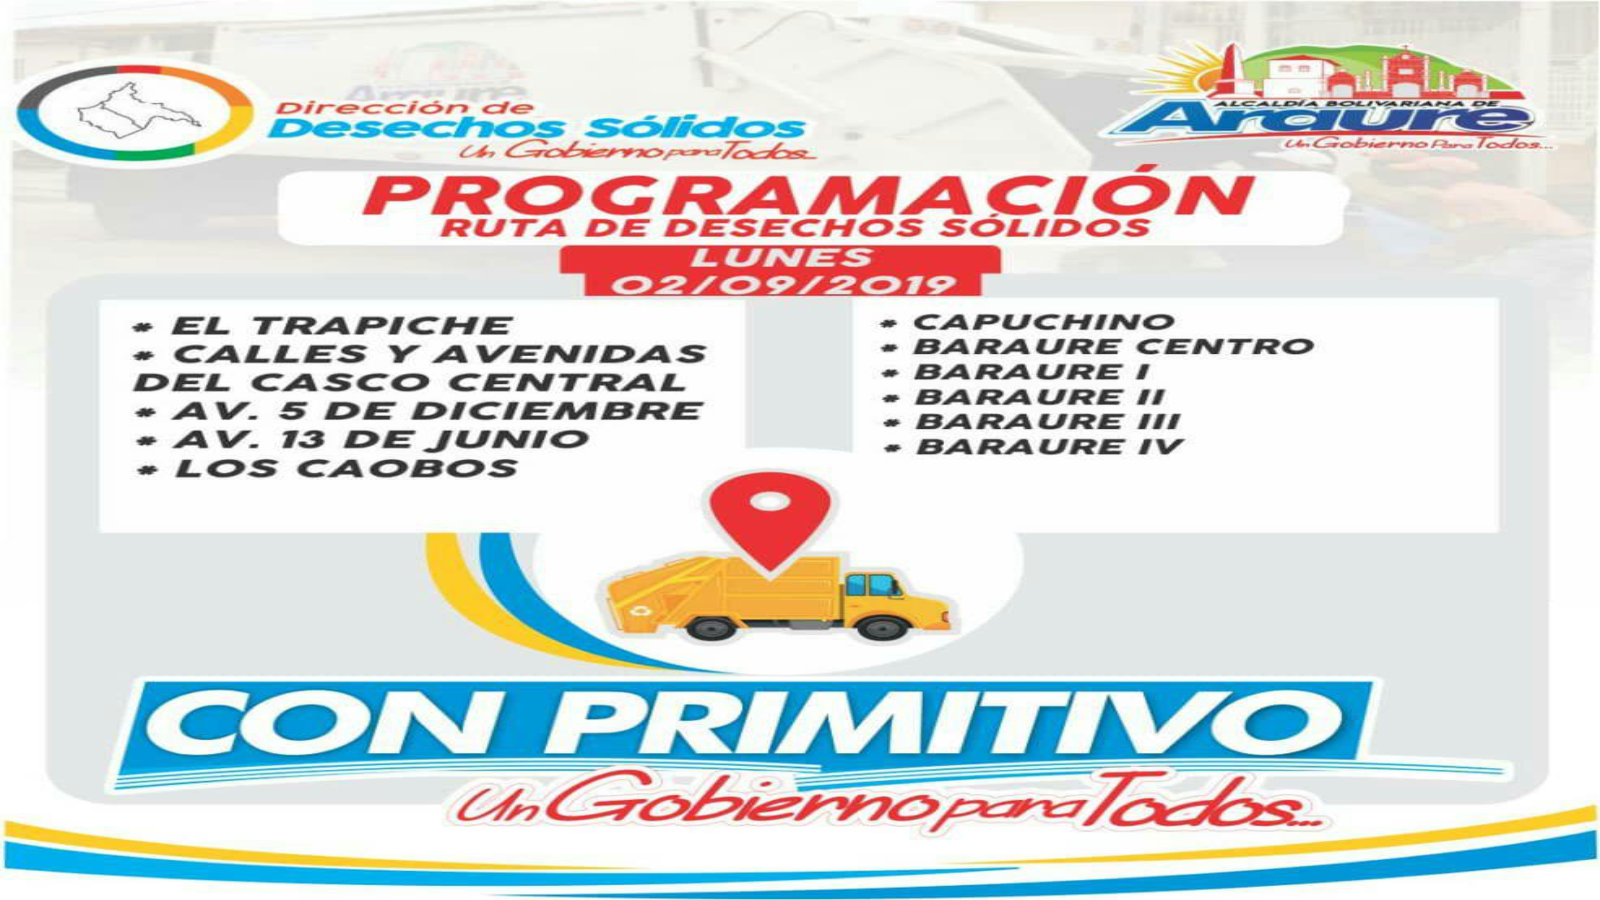 Dirección de
Desechos Sólidos
Un Gobierno para Todos...
ALCALDÍA BOLIVARIANA DE
Araure
Un Gobierno Para Todos...
PROGRAMACIÓN
RUTA DE DESECHOS SÓLIDOS
LUNES
02/09/2019
* EL TRAPICHE
* CALLES Y AVENIDAS
DEL CASCO CENTRAL
* AV. 5 DE DICIEMBRE
* AV. 13 DE JUNIO
* LOS CAOBOS
* CAPUCHINO
* BARAURE CENTRO
* BARAURE I
* BARAURE II
* BARAURE III
* BARAURE IV
CON PRIMITIVO
Un Gobierno para Todos...